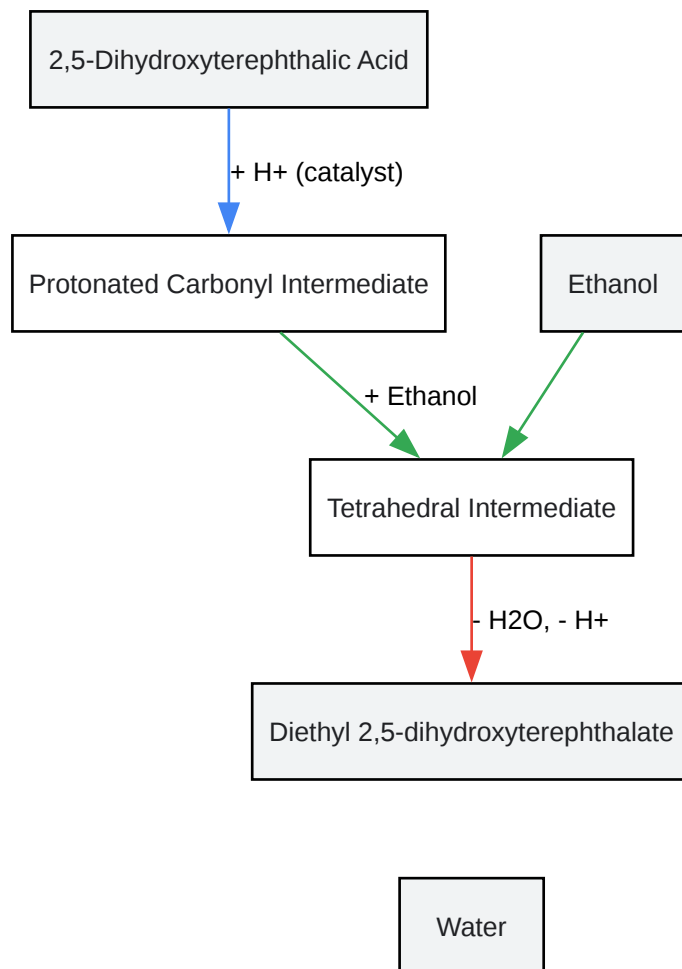 2,5-Dihydroxyterephthalic Acid
+ H+ (catalyst)
Protonated Carbonyl Intermediate
Ethanol
+ Ethanol
Tetrahedral Intermediate
- H2O, - H+
Diethyl 2,5-dihydroxyterephthalate
Water